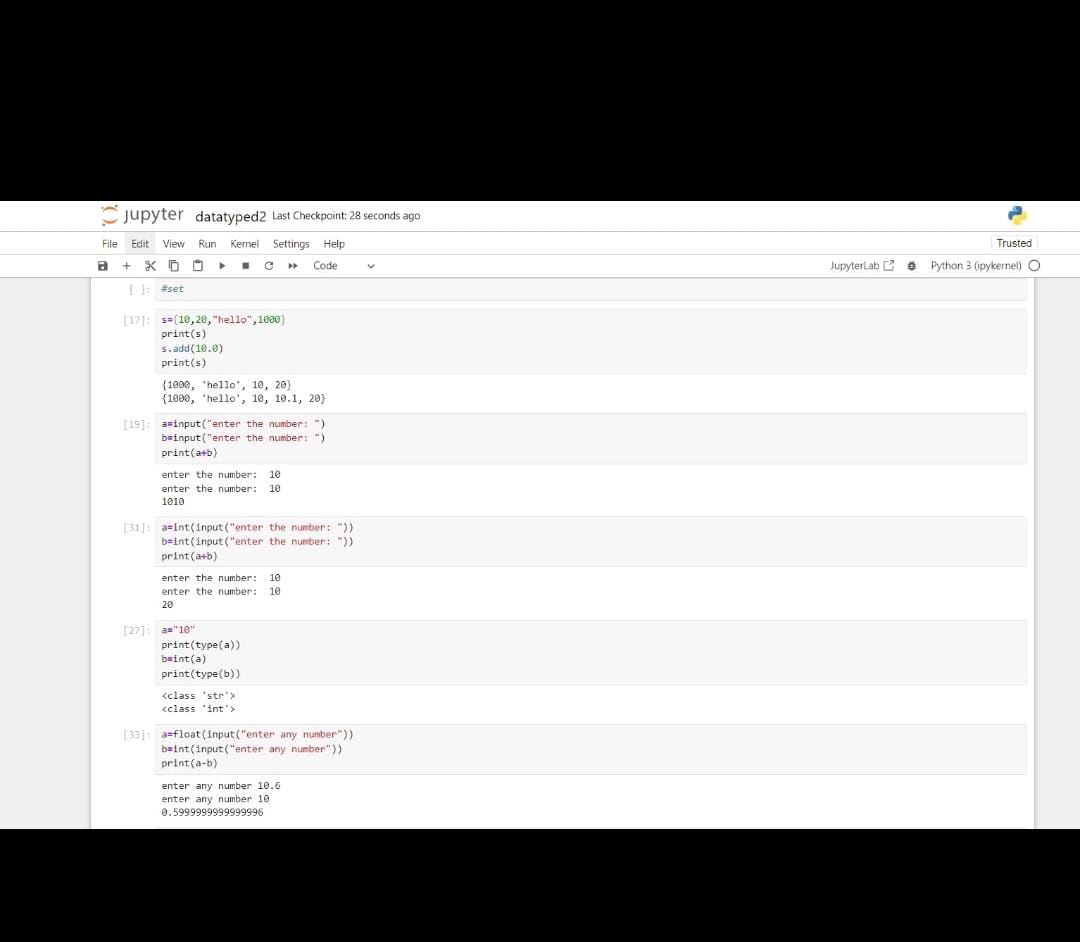 jupyter datatyped2 Last Checkpoint: 28 seconds ago
File Edit View Run Kernel Settings Help Trusted
Code JupyterLab Python 3 (ipykernel)
[ ]: #set
[17]: s={10,20,"hello",1000}
print(s)
s.add(10.0)
print(s)
{1000, 'hello', 10, 20}
{1000, 'hello', 10, 10.1, 20}
[19]: a=input("enter the number: ")
b=input("enter the number: ")
print(a+b)
enter the number:  10
enter the number:  10
1010
[31]: a=int(input("enter the number: "))
b=int(input("enter the number: "))
print(a+b)
enter the number:  10
enter the number:  10
20
[27]: a="10"
print(type(a))
b=int(a)
print(type(b))
<class 'str'>
<class 'int'>
[33]: a=float(input("enter any number"))
b=int(input("enter any number"))
print(a-b)
enter any number 10.6
enter any number 10
0.5999999999999996